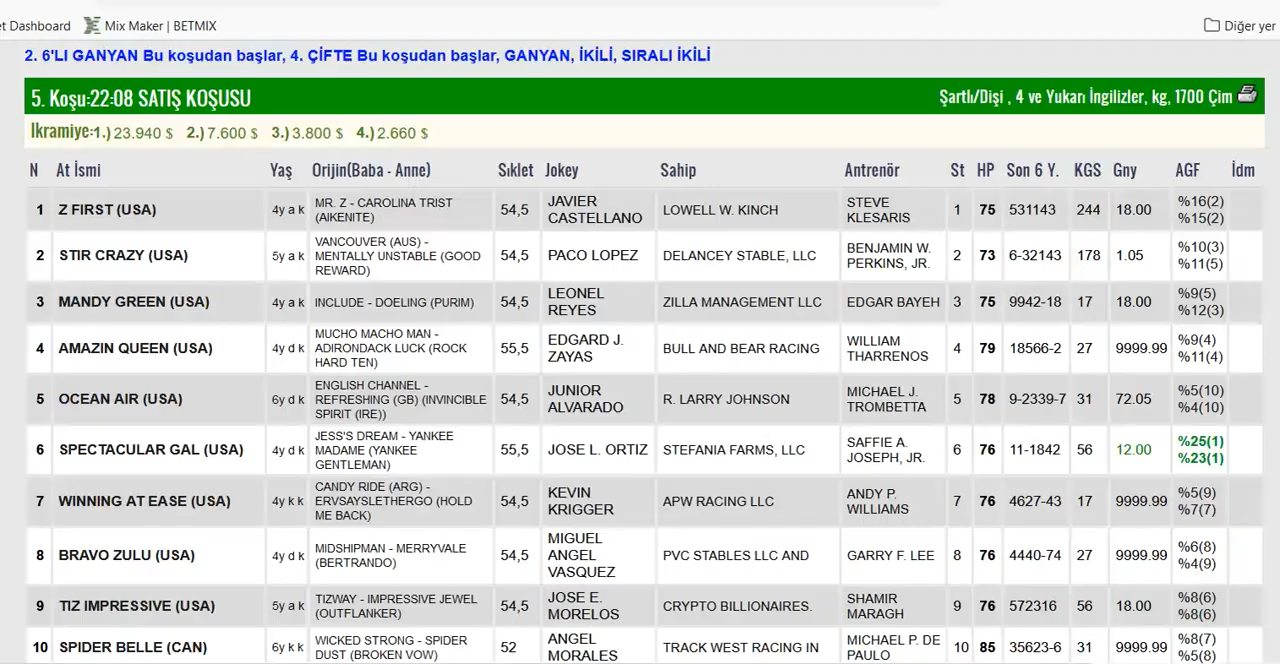 et Dashboard Mix Maker | BETMIX Diğer yer
2. 6'LI GANYAN Bu koşudan başlar, 4. ÇİFTE Bu koşudan başlar, GANYAN, İKİLİ, SIRALI İKİLİ
5. Koşu:22:08 SATIŞ KOŞUSU Şartlı/Dişi , 4 ve Yukarı İngilizler, kg, 1700 Çim
İkramiye:1.) 23.940 $ 2.) 7.600 $ 3.) 3.800 $ 4.) 2.660 $
N At İsmi Yaş Orijin(Baba - Anne) Sıklet Jokey Sahip Antrenör St HP Son 6 Y. KGS Gny AGF İdm
1 Z FIRST (USA) 4y a k MR. Z - CAROLINA TRIST (AIKENITE) 54,5 JAVIER CASTELLANO LOWELL W. KINCH STEVE KLESARIS 1 75 531143 244 18.00 %16(2) %15(2)
2 STIR CRAZY (USA) 5y a k VANCOUVER (AUS) - MENTALLY UNSTABLE (GOOD REWARD) 54,5 PACO LOPEZ DELANCEY STABLE, LLC BENJAMIN W. PERKINS, JR. 2 73 6-32143 178 1.05 %10(3) %11(5)
3 MANDY GREEN (USA) 4y a k INCLUDE - DOELING (PURIM) 54,5 LEONEL REYES ZILLA MANAGEMENT LLC EDGAR BAYEH 3 75 9942-18 17 18.00 %9(5) %12(3)
4 AMAZIN QUEEN (USA) 4y d k MUCHO MACHO MAN - ADIRONDACK LUCK (ROCK HARD TEN) 55,5 EDGARD J. ZAYAS BULL AND BEAR RACING WILLIAM THARRENOS 4 79 18566-2 27 9999.99 %9(4) %11(4)
5 OCEAN AIR (USA) 6y d k ENGLISH CHANNEL - REFRESHING (GB) (INVINCIBLE SPIRIT (IRE)) 54,5 JUNIOR ALVARADO R. LARRY JOHNSON MICHAEL J. TROMBETTA 5 78 9-2339-7 31 72.05 %5(10) %4(10)
6 SPECTACULAR GAL (USA) 4y d k JESS'S DREAM - YANKEE MADAME (YANKEE GENTLEMAN) 55,5 JOSE L. ORTIZ STEFANIA FARMS, LLC SAFFIE A. JOSEPH, JR. 6 76 11-1842 56 12.00 %25(1) %23(1)
7 WINNING AT EASE (USA) 4y k k CANDY RIDE (ARG) - ERVSAYSLETHERGO (HOLD ME BACK) 54,5 KEVIN KRIGGER APW RACING LLC ANDY P. WILLIAMS 7 76 4627-43 17 9999.99 %5(9) %7(7)
8 BRAVO ZULU (USA) 4y d k MIDSHIPMAN - MERRYVALE (BERTRANDO) 54,5 MIGUEL ANGEL VASQUEZ PVC STABLES LLC AND GARRY F. LEE 8 76 4440-74 27 9999.99 %6(8) %4(9)
9 TIZ IMPRESSIVE (USA) 5y a k TIZWAY - IMPRESSIVE JEWEL (OUTFLANKER) 54,5 JOSE E. MORELOS CRYPTO BILLIONAIRES. SHAMIR MARAGH 9 76 572316 56 18.00 %8(6) %8(6)
10 SPIDER BELLE (CAN) 6y k k WICKED STRONG - SPIDER DUST (BROKEN VOW) 52 ANGEL MORALES TRACK WEST RACING IN MICHAEL P. DE PAULO 10 85 35623-6 31 9999.99 %8(7) %5(8)